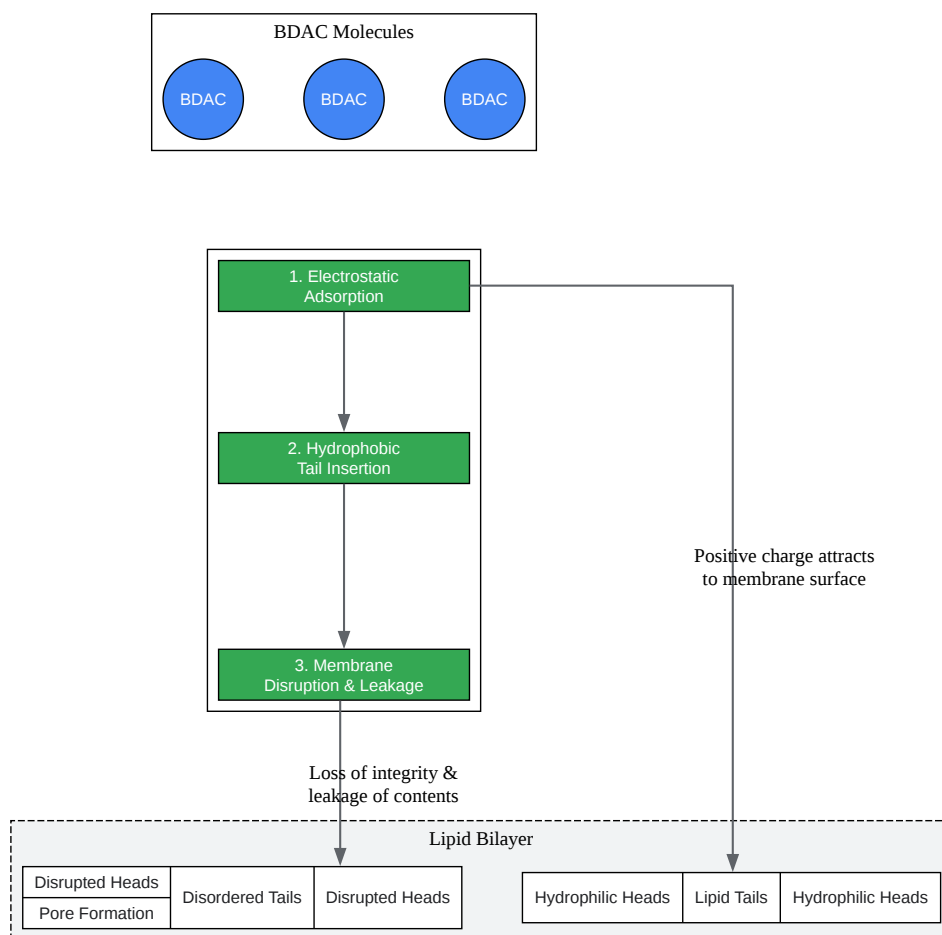 BDAC Molecules
BDAC
BDAC
BDAC
1. Electrostatic
Adsorption
2. Hydrophobic
Tail Insertion
Positive charge attracts
to membrane surface
3. Membrane
Disruption & Leakage
Loss of integrity &
leakage of contents
Lipid Bilayer
Disrupted Heads
Pore Formation
Disordered Tails
Disrupted Heads
Hydrophilic Heads
Lipid Tails
Hydrophilic Heads